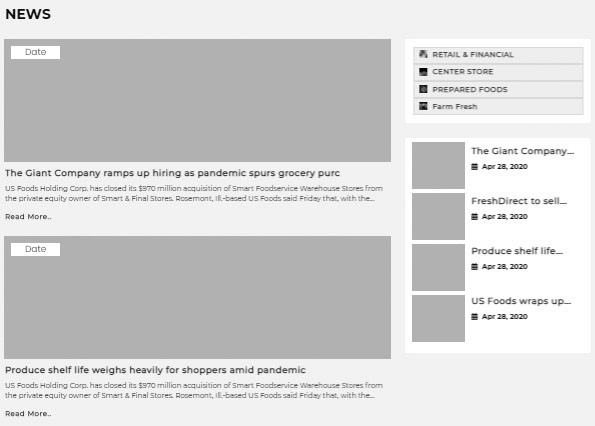 NEWS
Date
The Giant Company ramps up hiring as pandemic spurs grocery purc
US Foods Holding Corp. has closed its $970 million acquisition of Smart Foodservice Warehouse Stores from
the private equity owner of Smart & Final Stores. Rosemont, Ill.-based US Foods said Friday that, with the...
Read More..
Date
Produce shelf life weighs heavily for shoppers amid pandemic
US Foods Holding Corp. has closed its $970 million acquisition of Smart Foodservice Warehouse Stores from
the private equity owner of Smart & Final Stores. Rosemont, Ill.-based US Foods said Friday that, with the...
Read More..
RETAIL & FINANCIAL
CENTER STORE
PREPARED FOODS
Farm Fresh
The Giant Company...
Apr 28, 2020
FreshDirect to sell...
Apr 28, 2020
Produce shelf life...
Apr 28, 2020
US Foods wraps up...
Apr 28, 2020